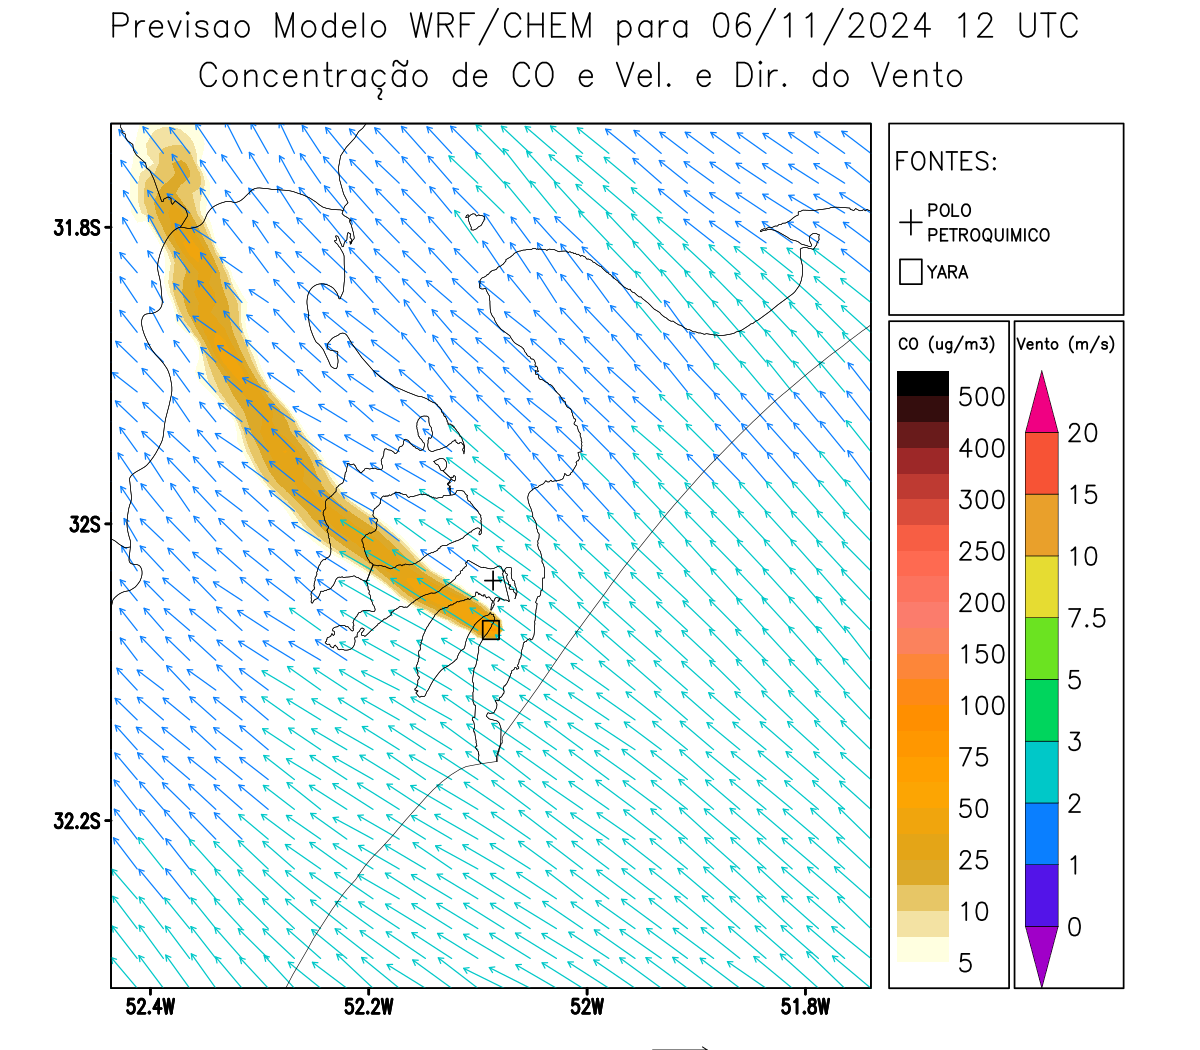 Previsao Modelo WRF/CHEM para 06/11/2024 12 UTC
Concentração de CO e Vel. e Dir. do Vento
FONTES:
POLO
PETROQUIMICO
YARA
CO (ug/m3)
500
400
300
250
200
150
100
75
50
25
10
5
Vento (m/s)
20
15
10
7.5
5
3
2
1
0
31.8S
32S
32.2S
52.4W
52.2W
52W
51.8W